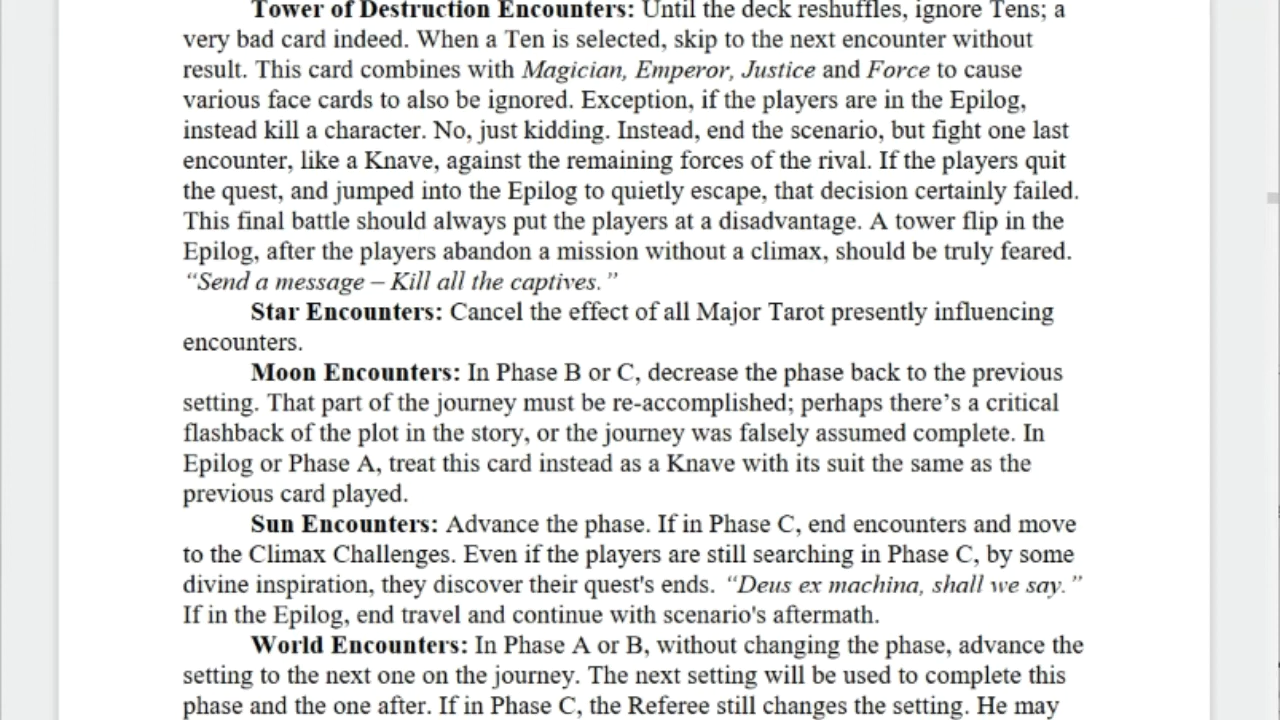 Tower of Destruction Encounters: Until the deck reshuffles, ignore Tens; a
very bad card indeed. When a Ten is selected, skip to the next encounter without
result. This card combines with Magician, Emperor, Justice and Force to cause
various face cards to also be ignored. Exception, if the players are in the Epilog,
instead kill a character. No, just kidding. Instead, end the scenario, but fight one last
encounter, like a Knave, against the remaining forces of the rival. If the players quit
the quest, and jumped into the Epilog to quietly escape, that decision certainly failed.
This final battle should always put the players at a disadvantage. A tower flip in the
Epilog, after the players abandon a mission without a climax, should be truly feared.
“Send a message – Kill all the captives.”
Star Encounters: Cancel the effect of all Major Tarot presently influencing
encounters.
Moon Encounters: In Phase B or C, decrease the phase back to the previous
setting. That part of the journey must be re-accomplished; perhaps there’s a critical
flashback of the plot in the story, or the journey was falsely assumed complete. In
Epilog or Phase A, treat this card instead as a Knave with its suit the same as the
previous card played.
Sun Encounters: Advance the phase. If in Phase C, end encounters and move
to the Climax Challenges. Even if the players are still searching in Phase C, by some
divine inspiration, they discover their quest's ends. “Deus ex machina, shall we say.”
If in the Epilog, end travel and continue with scenario's aftermath.
World Encounters: In Phase A or B, without changing the phase, advance the
setting to the next one on the journey. The next setting will be used to complete this
phase and the one after. If in Phase C, the Referee still changes the setting. He may